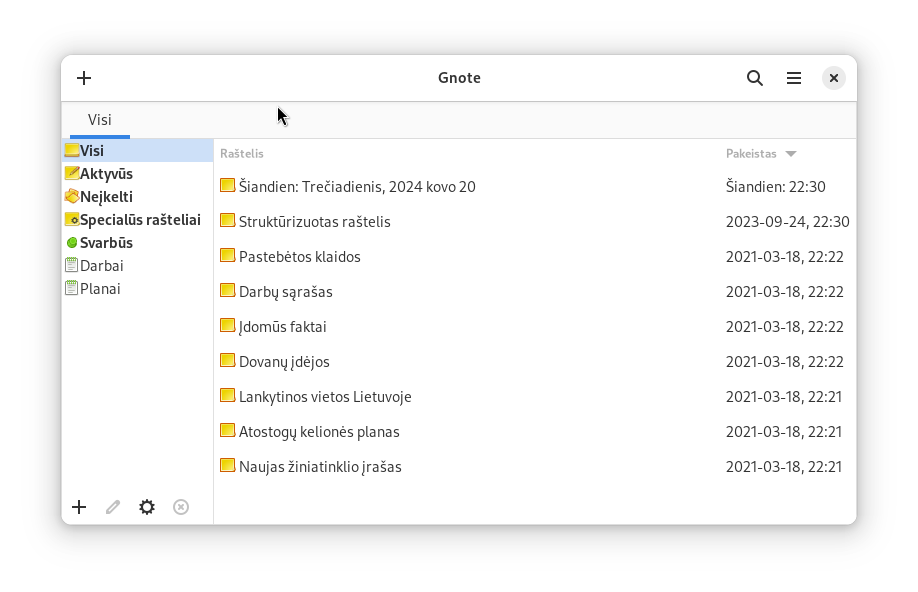 Gnote
Visi
Visi
Aktyvūs
Neįkelti
Specialūs rašteliai
Svarbūs
Darbai
Planai
Raštelis Pakeistas
Šiandien: Trečiadienis, 2024 kovo 20 Šiandien: 22:30
Struktūrizuotas raštelis 2023-09-24, 22:30
Pastebėtos klaidos 2021-03-18, 22:22
Darbų sąrašas 2021-03-18, 22:22
Įdomūs faktai 2021-03-18, 22:22
Dovanų įdėjos 2021-03-18, 22:22
Lankytinos vietos Lietuvoje 2021-03-18, 22:21
Atostogų kelionės planas 2021-03-18, 22:21
Naujas žiniatinklio įrašas 2021-03-18, 22:21